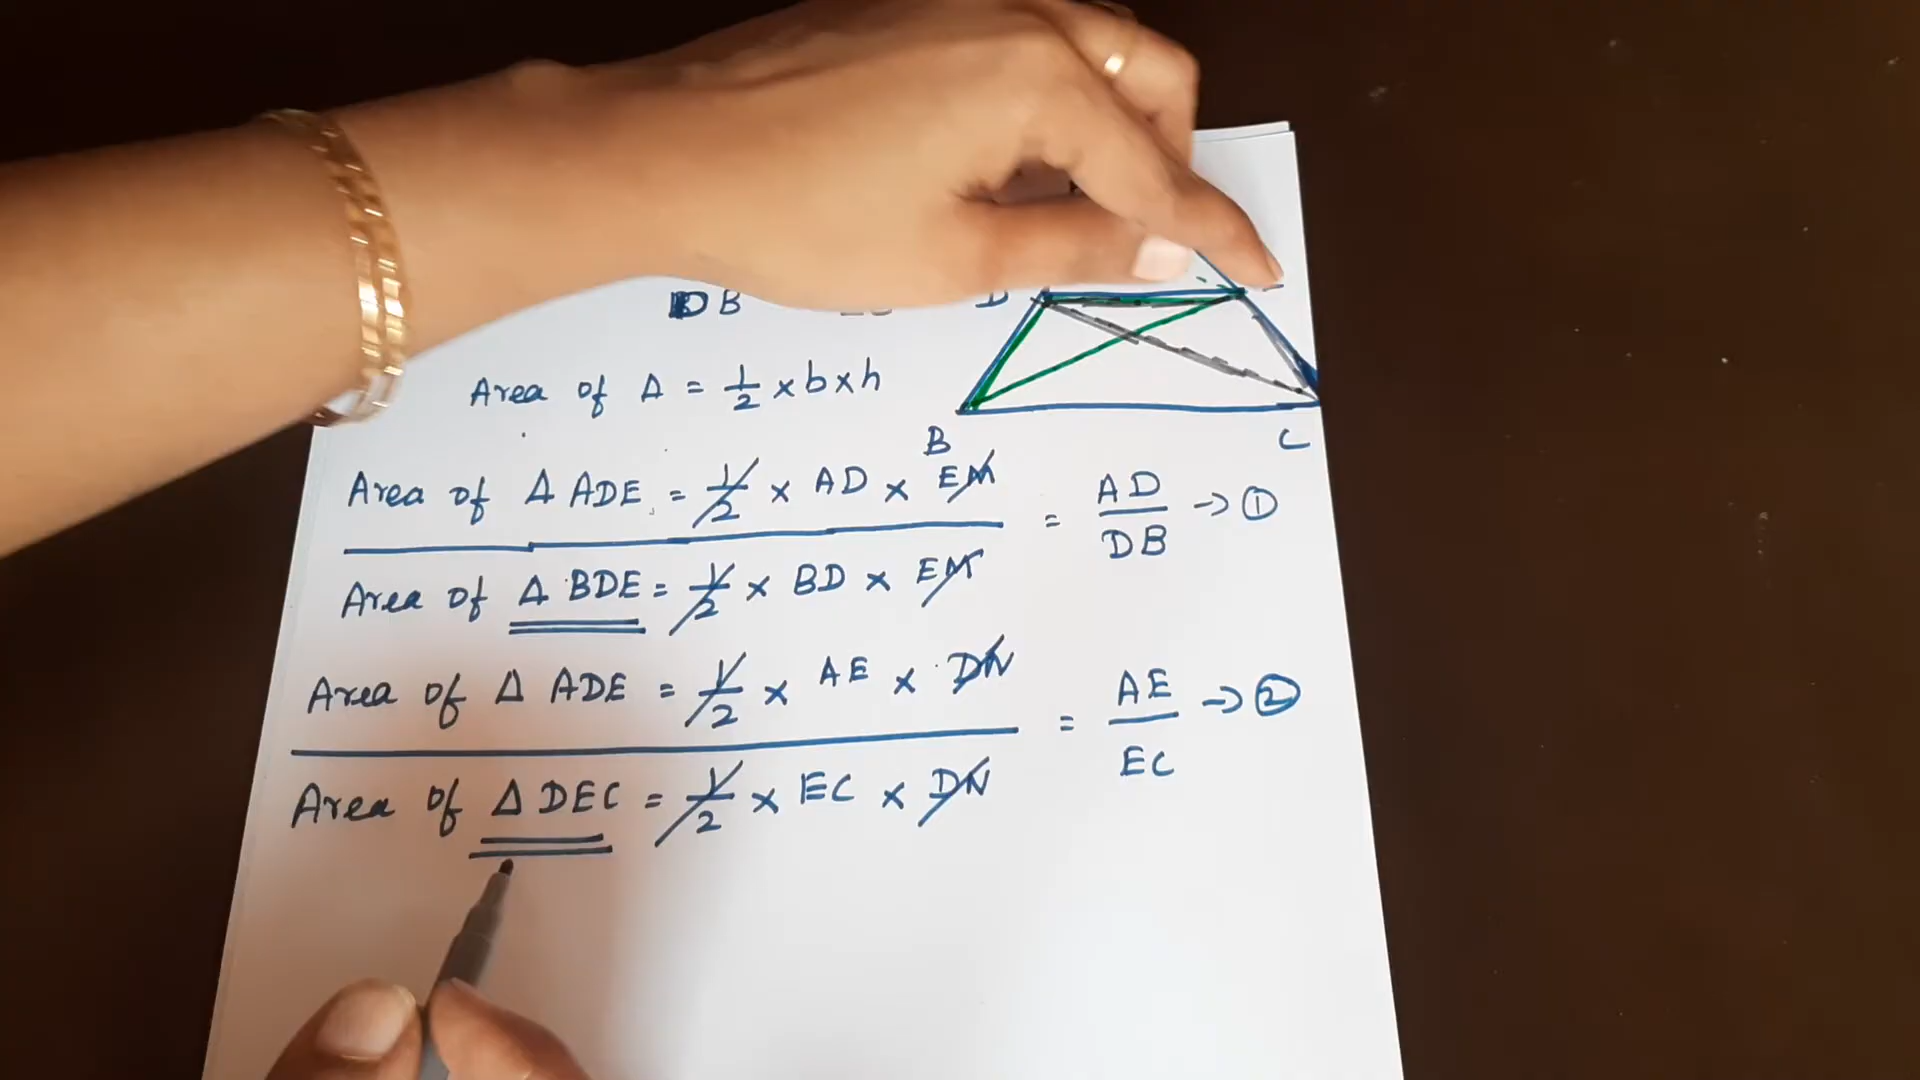 DB
D
Area of Δ = 1/2 × b × h
B C
Area of Δ ADE = 1/2 × AD × EM = AD/DB → ①
Area of Δ BDE = 1/2 × BD × EM
Area of Δ ADE = 1/2 × AE × DN = AE/EC → ②
Area of Δ DEC = 1/2 × EC × DN